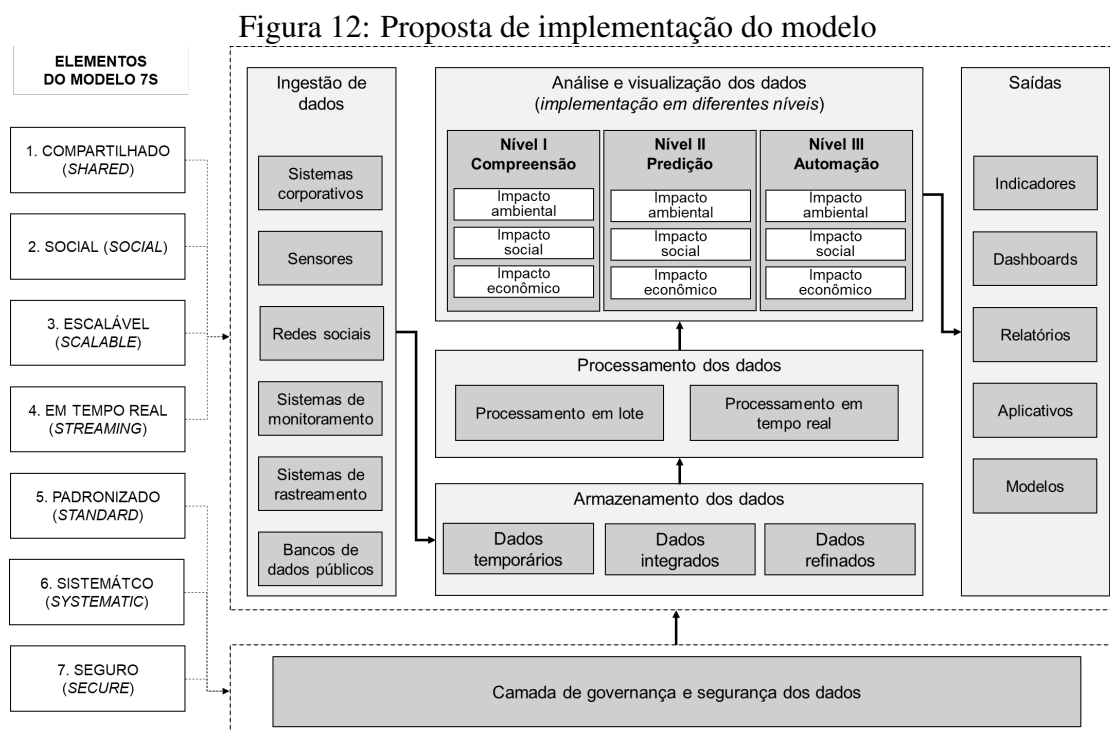 Figura 12: Proposta de implementação do modelo
ELEMENTOS
DO MODELO 7S
1. COMPARTILHADO
(SHARED)
2. SOCIAL (SOCIAL)
3. ESCALÁVEL
(SCALABLE)
4. EM TEMPO REAL
(STREAMING)
5. PADRONIZADO
(STANDARD)
6. SISTEMÁTCO
(SYSTEMATIC)
7. SEGURO
(SECURE)
Ingestão de
dados
Sistemas
corporativos
Sensores
Redes sociais
Sistemas de
monitoramento
Sistemas de
rastreamento
Bancos de
dados públicos
Análise e visualização dos dados
(implementação em diferentes níveis)
Nível I
Compreensão
Impacto
ambiental
Impacto
social
Impacto
econômico
Nível II
Predição
Impacto
ambiental
Impacto
social
Impacto
econômico
Nível III
Automação
Impacto
ambiental
Impacto
social
Impacto
econômico
Processamento dos dados
Processamento em lote
Processamento em
tempo real
Armazenamento dos dados
Dados
temporários
Dados
integrados
Dados
refinados
Saídas
Indicadores
Dashboards
Relatórios
Aplicativos
Modelos
Camada de governança e segurança dos dados